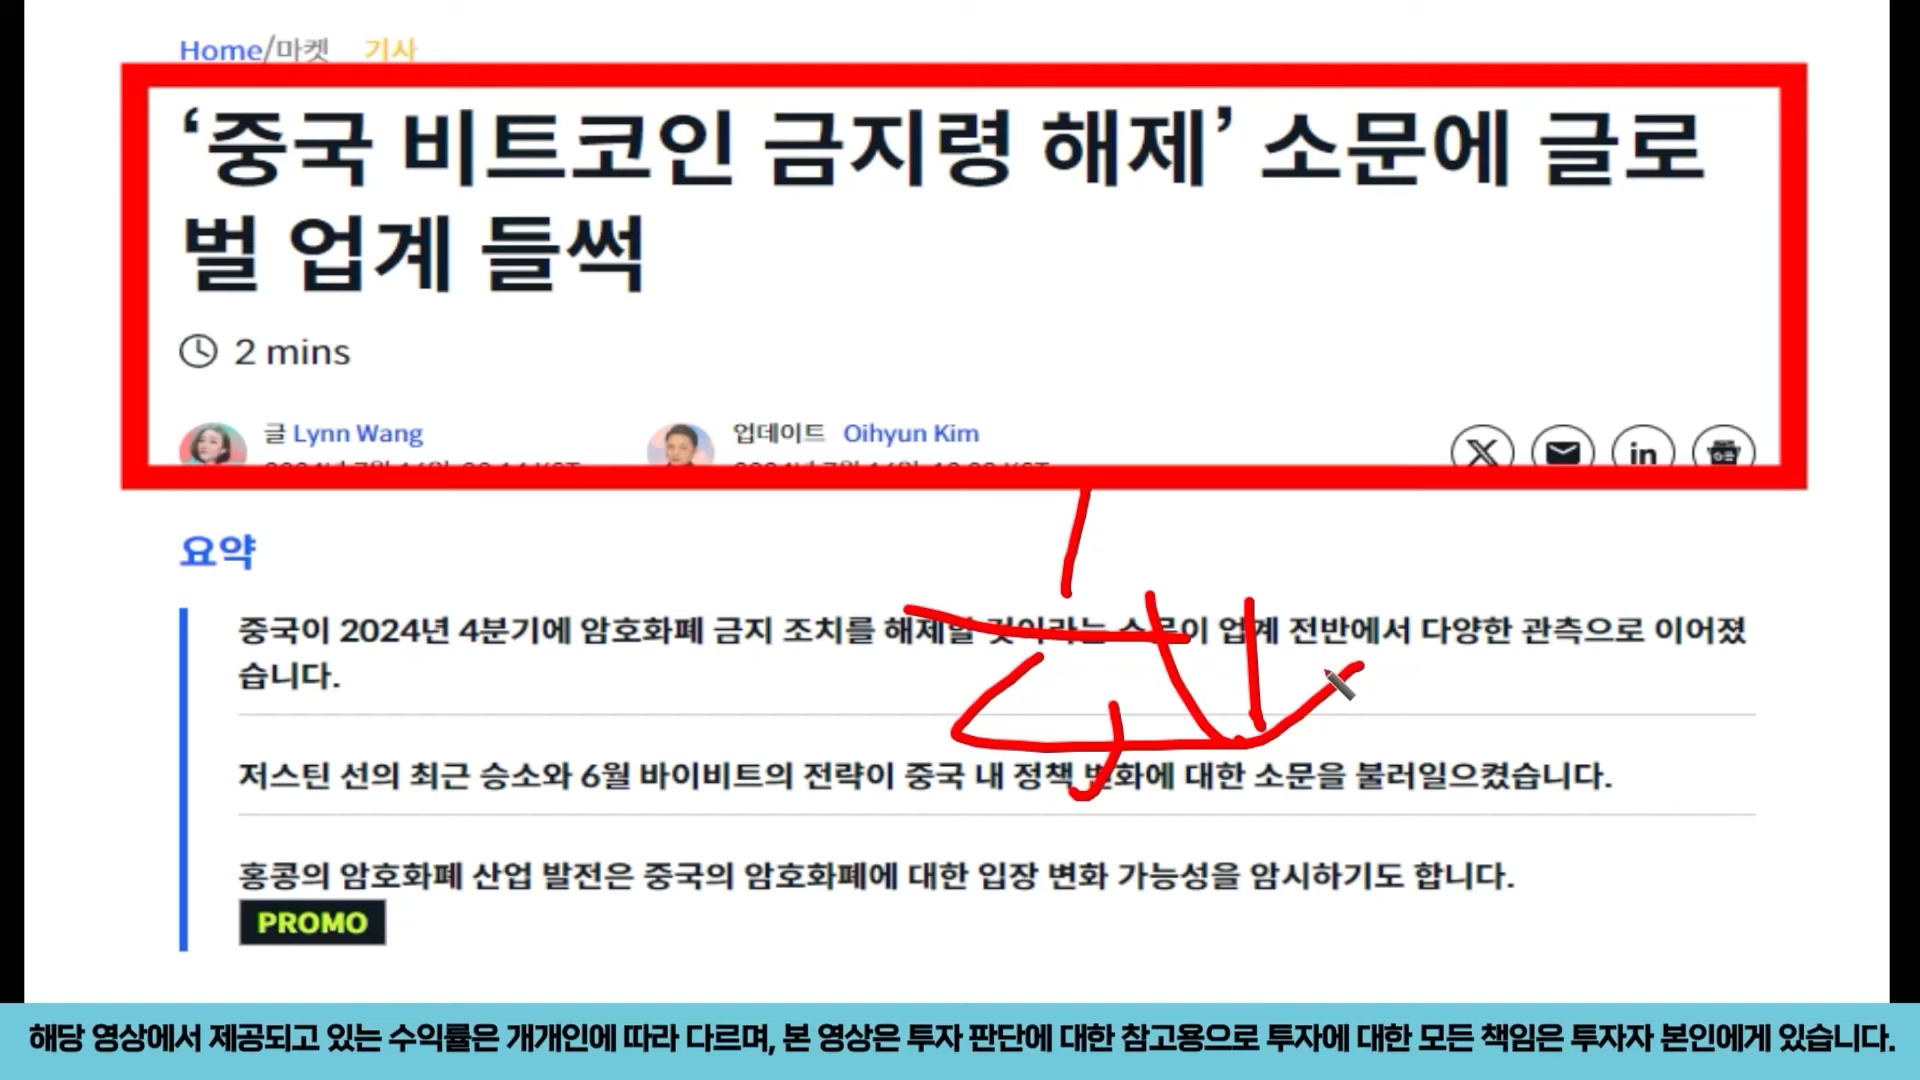 Home/마켓 기사
‘중국 비트코인 금지령 해제’ 소문에 글로
벌 업계 들썩
2 mins
글 Lynn Wang
업데이트 Oihyun Kim
요약
중국이 2024년 4분기에 암호화폐 금지 조치를 해제할 것이라는 소문이 업계 전반에서 다양한 관측으로 이어졌
습니다.
저스틴 선의 최근 승소와 6월 바이비트의 전략이 중국 내 정책 변화에 대한 소문을 불러일으켰습니다.
홍콩의 암호화폐 산업 발전은 중국의 암호화폐에 대한 입장 변화 가능성을 암시하기도 합니다.
PROMO
해당 영상에서 제공되고 있는 수익률은 개개인에 따라 다르며, 본 영상은 투자 판단에 대한 참고용으로 투자에 대한 모든 책임은 투자자 본인에게 있습니다.